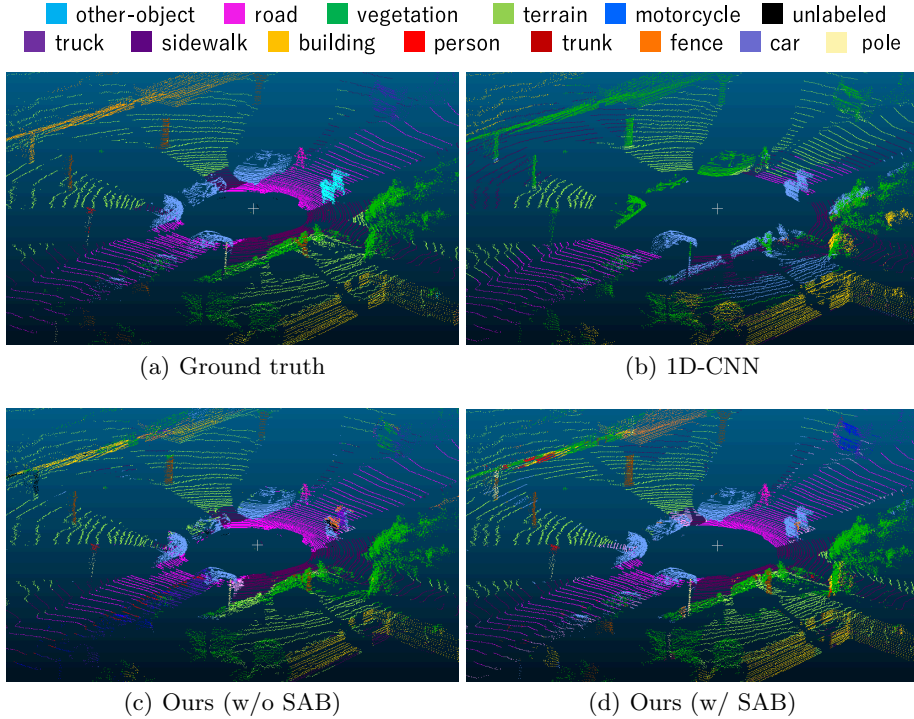 other-object road vegetation terrain motorcycle unlabeled
truck sidewalk building person trunk fence car pole
(a) Ground truth
(b) 1D-CNN
(c) Ours (w/o SAB)
(d) Ours (w/ SAB)